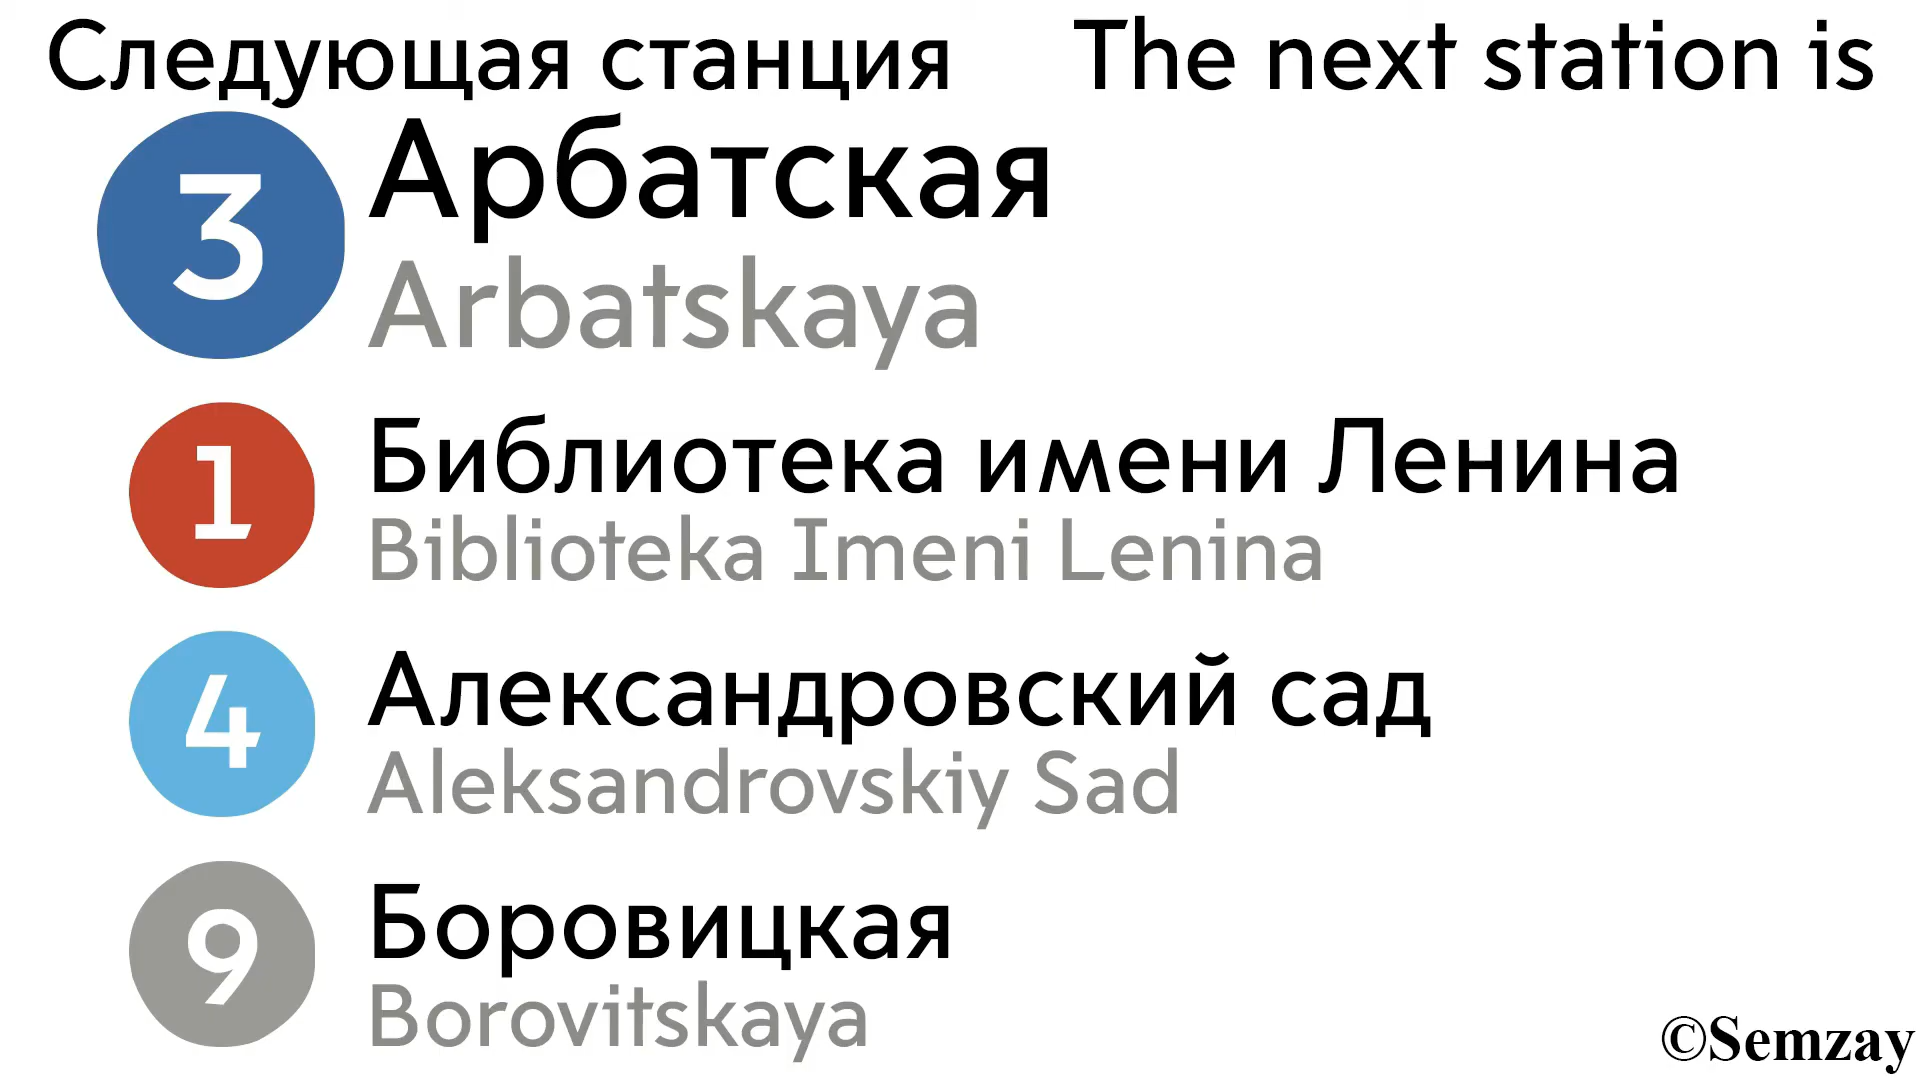 Следующая станция The next station is
3 Арбатская
Arbatskaya
1 Библиотека имени Ленина
Biblioteka Imeni Lenina
4 Александровский сад
Aleksandrovskiy Sad
9 Боровицкая
Borovitskaya
©Semzay